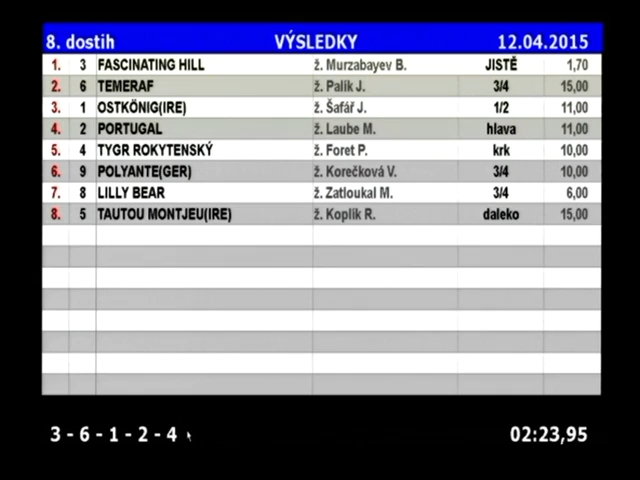 8. dostih VÝSLEDKY 12.04.2015
1. 3 FASCINATING HILL ž. Murzabayev B. JISTĚ 1,70
2. 6 TEMERAF ž. Palik J. 3/4 15,00
3. 1 OSTKÖNIG(IRE) ž. Šafář J. 1/2 11,00
4. 2 PORTUGAL ž. Laube M. hlava 11,00
5. 4 TYGR ROKYTENSKÝ ž. Foret P. krk 10,00
6. 9 POLYANTE(GER) ž. Korečková V. 3/4 10,00
7. 8 LILLY BEAR ž. Zatloukal M. 3/4 6,00
8. 5 TAUTOU MONTJEU(IRE) ž. Koplík R. daleko 15,00
3 - 6 - 1 - 2 - 4 02:23,95